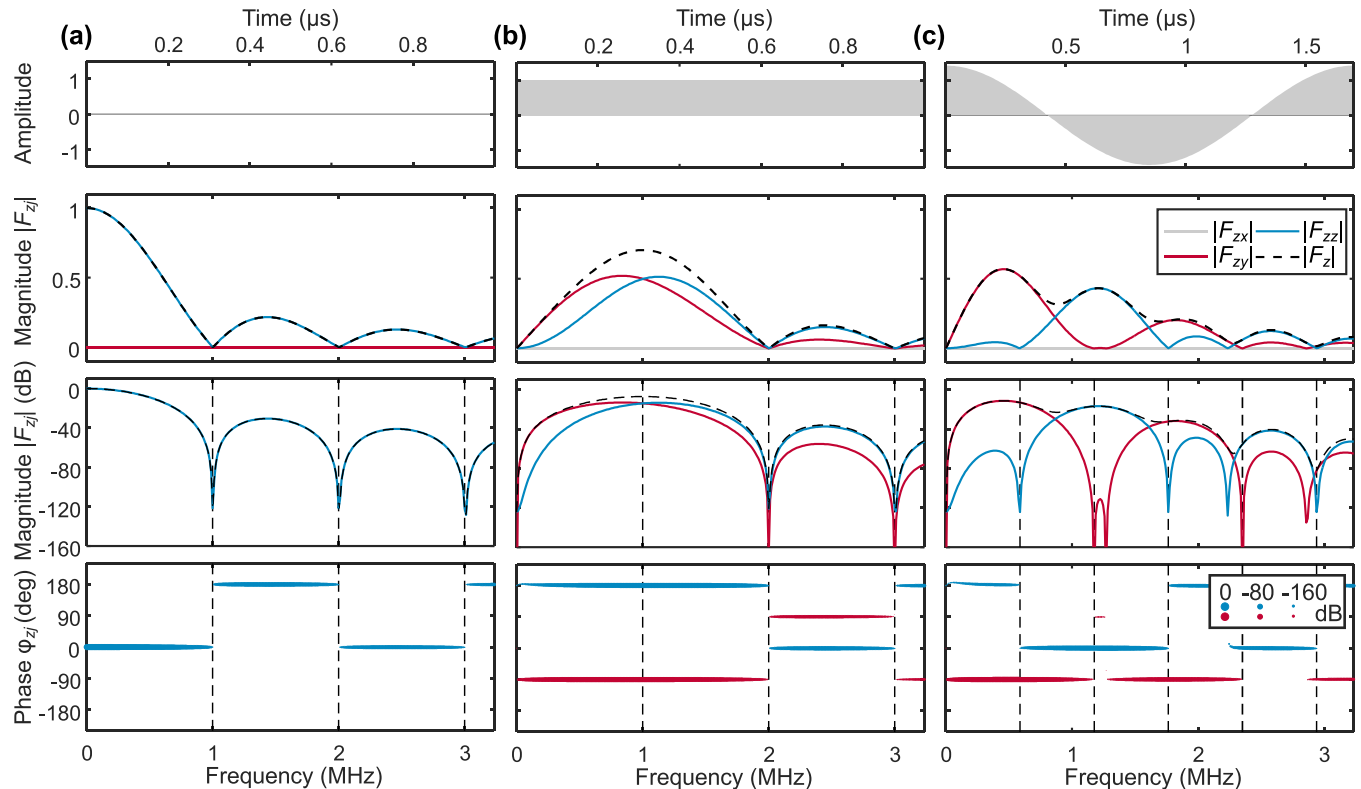 Time (µs)
Time (µs)
Time (µs)
(a)
(b)
(c)
0.2 0.4 0.6 0.8
0.2 0.4 0.6 0.8
0.5 1 1.5
Amplitude
1
0
-1
Magnitude |Fzj|
1
0.5
0
|Fzx| |Fzz|
|Fzy| |Fz|
Magnitude |Fzj| (dB)
0
-40
-80
-120
-160
Phase φzj (deg)
180
90
0
-90
-180
0 -80 -160
dB
0 1 2 3
0 1 2 3
0 1 2 3
Frequency (MHz)
Frequency (MHz)
Frequency (MHz)